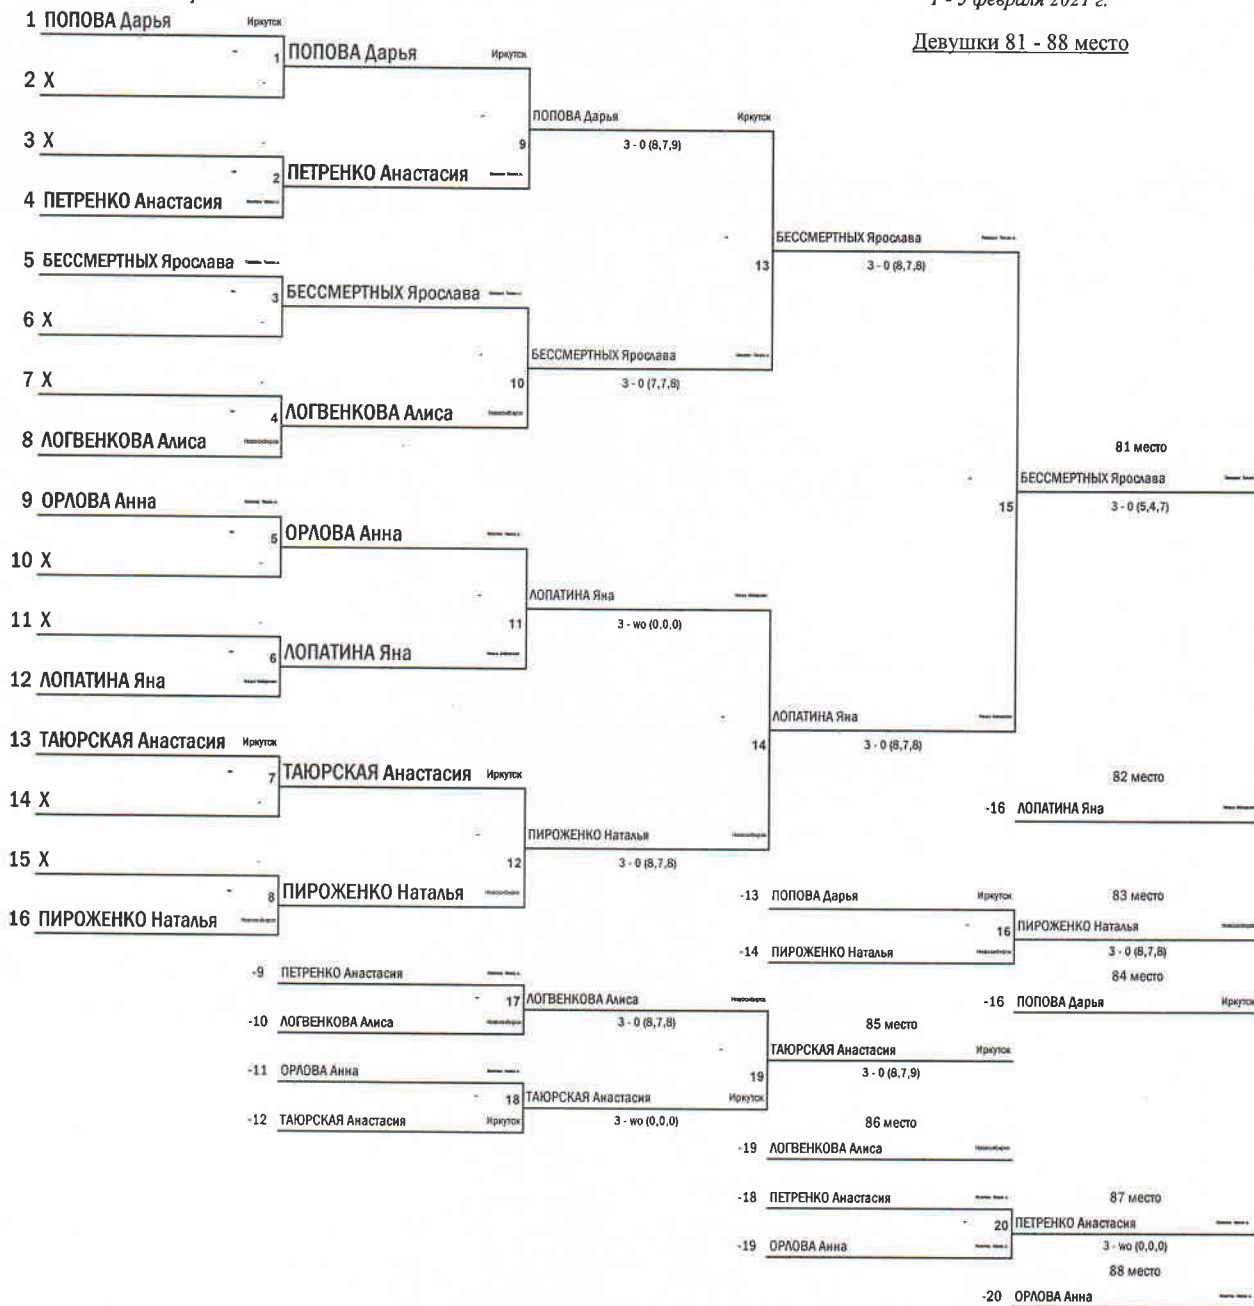 1 - 5 февраля 2021 г.
Девушки 81 - 88 место
1 ПОПОВА Дарья Иркутск
- 1 ПОПОВА Дарья Иркутск
2 X -
ПОПОВА Дарья Иркутск
- 9 3 - 0 (8,7,9)
3 X -
- 2 ПЕТРЕНКО Анастасия
4 ПЕТРЕНКО Анастасия
БЕССМЕРТНЫХ Ярослава
- 13 3 - 0 (8,7,8)
5 БЕССМЕРТНЫХ Ярослава
- 3 БЕССМЕРТНЫХ Ярослава
6 X -
БЕССМЕРТНЫХ Ярослава
- 10 3 - 0 (7,7,8)
7 X -
- 4 ЛОГВЕНКОВА Алиса Новосибирск
8 ЛОГВЕНКОВА Алиса Новосибирск
81 место
БЕССМЕРТНЫХ Ярослава
- 15 3 - 0 (5,4,7)
9 ОРЛОВА Анна
- 5 ОРЛОВА Анна
10 X -
ЛОПАТИНА Яна
- 11 3 - wo (0,0,0)
11 X -
- 6 ЛОПАТИНА Яна
12 ЛОПАТИНА Яна
ЛОПАТИНА Яна
- 14 3 - 0 (8,7,8)
13 ТАЮРСКАЯ Анастасия Иркутск
- 7 ТАЮРСКАЯ Анастасия Иркутск
14 X -
82 место
-16 ЛОПАТИНА Яна
ПИРОЖЕНКО Наталья Новосибирск
- 12 3 - 0 (8,7,8)
15 X -
- 8 ПИРОЖЕНКО Наталья Новосибирск
16 ПИРОЖЕНКО Наталья Новосибирск
-13 ПОПОВА Дарья Иркутск 83 место
- 16 ПИРОЖЕНКО Наталья Новосибирск
-14 ПИРОЖЕНКО Наталья Новосибирск 3 - 0 (8,7,8)
84 место
-16 ПОПОВА Дарья Иркутск
-9 ПЕТРЕНКО Анастасия
- 17 ЛОГВЕНКОВА Алиса Новосибирск
-10 ЛОГВЕНКОВА Алиса Новосибирск 3 - 0 (8,7,8)
85 место
ТАЮРСКАЯ Анастасия Иркутск
- 19 3 - 0 (8,7,9)
-11 ОРЛОВА Анна
- 18 ТАЮРСКАЯ Анастасия Иркутск
-12 ТАЮРСКАЯ Анастасия Иркутск 3 - wo (0,0,0)
86 место
-19 ЛОГВЕНКОВА Алиса Новосибирск
-18 ПЕТРЕНКО Анастасия 87 место
- 20 ПЕТРЕНКО Анастасия
-19 ОРЛОВА Анна 3 - wo (0,0,0)
88 место
-20 ОРЛОВА Анна